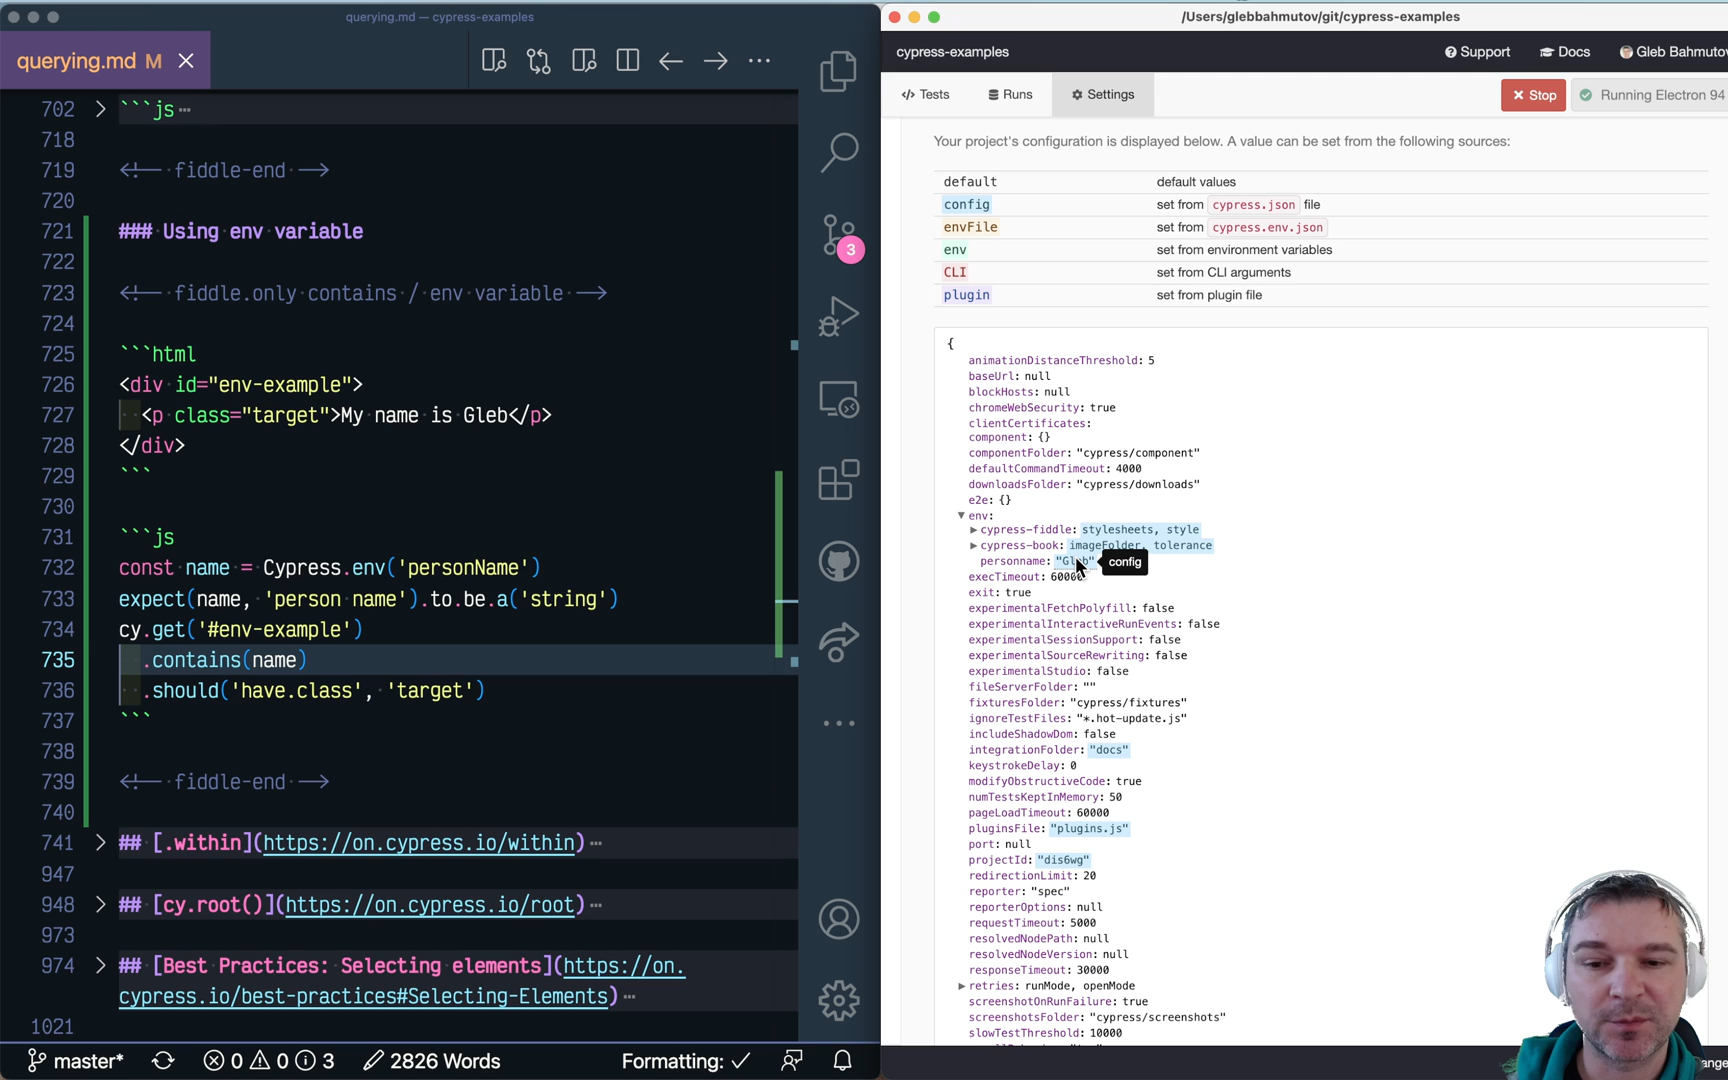 querying.md — cypress-examples
querying.md M
702 ```js
718
719 <!-- fiddle-end -->
720
721 ### Using env variable
722
723 <!-- fiddle.only contains / env variable -->
724
725 ```html
726 <div id="env-example">
727 <p class="target">My name is Gleb</p>
728 </div>
729 ```
730
731 ```js
732 const name = Cypress.env('personName')
733 expect(name, 'person name').to.be.a('string')
734 cy.get('#env-example')
735 .contains(name)
736 .should('have.class', 'target')
737 ```
738
739 <!-- fiddle-end -->
740
741 ## [.within](https://on.cypress.io/within)
947
948 ## [cy.root()](https://on.cypress.io/root)
973
974 ## [Best Practices: Selecting elements](https://on.
cypress.io/best-practices#Selecting-Elements)
1021
3
master* 0 0 3 2826 Words Formatting:
/Users/glebbahmutov/git/cypress-examples
cypress-examples Support Docs Gleb Bahmutov
Tests Runs Settings Stop Running Electron 94
Your project's configuration is displayed below. A value can be set from the following sources:
default default values
config set from cypress.json file
envFile set from cypress.env.json
env set from environment variables
CLI set from CLI arguments
plugin set from plugin file
{
animationDistanceThreshold: 5
baseUrl: null
blockHosts: null
chromeWebSecurity: true
clientCertificates:
component: {}
componentFolder: "cypress/component"
defaultCommandTimeout: 4000
downloadsFolder: "cypress/downloads"
e2e: {}
env:
cypress-fiddle: stylesheets, style
cypress-book: imageFolder, tolerance
personname: "Gleb" config
execTimeout: 60000
exit: true
experimentalFetchPolyfill: false
experimentalInteractiveRunEvents: false
experimentalSessionSupport: false
experimentalSourceRewriting: false
experimentalStudio: false
fileServerFolder: ""
fixturesFolder: "cypress/fixtures"
ignoreTestFiles: "*.hot-update.js"
includeShadowDom: false
integrationFolder: "docs"
keystrokeDelay: 0
modifyObstructiveCode: true
numTestsKeptInMemory: 50
pageLoadTimeout: 60000
pluginsFile: "plugins.js"
port: null
projectId: "dis6wg"
redirectionLimit: 20
reporter: "spec"
reporterOptions: null
requestTimeout: 5000
resolvedNodePath: null
resolvedNodeVersion: null
responseTimeout: 30000
retries: runMode, openMode
screenshotOnRunFailure: true
screenshotsFolder: "cypress/screenshots"
slowTestThreshold: 10000